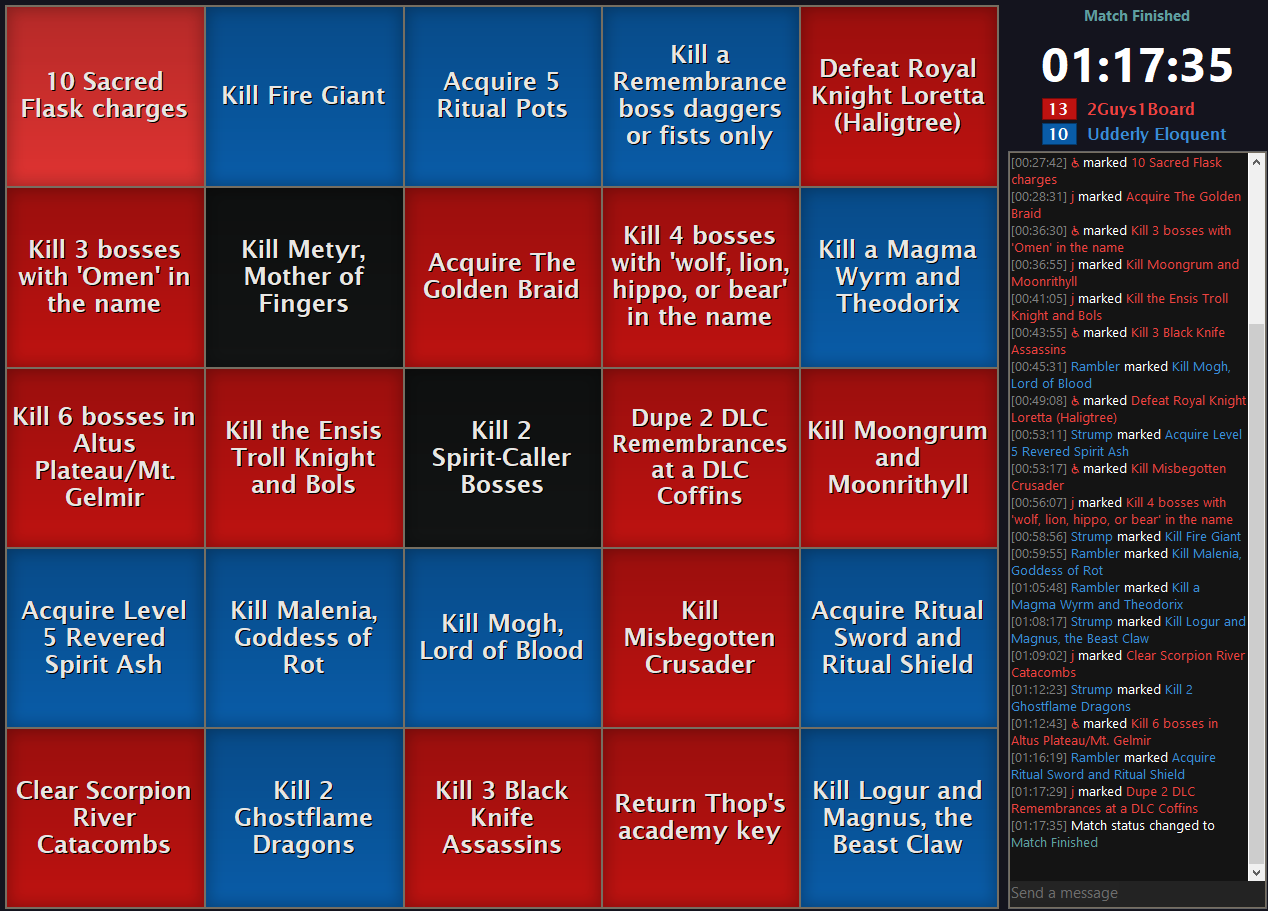 10 Sacred
Flask charges
Kill Fire Giant
Acquire 5
Ritual Pots
Kill a
Remembrance
boss daggers
or fists only
Defeat Royal
Knight Loretta
(Haligtree)
Kill 3 bosses
with 'Omen' in
the name
Kill Metyr,
Mother of
Fingers
Acquire The
Golden Braid
Kill 4 bosses
with 'wolf, lion,
hippo, or bear'
in the name
Kill a Magma
Wyrm and
Theodorix
Kill 6 bosses in
Altus
Plateau/Mt.
Gelmir
Kill the Ensis
Troll Knight
and Bols
Kill 2
Spirit-Caller
Bosses
Dupe 2 DLC
Remembrances
at a DLC
Coffins
Kill Moongrum
and
Moonrithyll
Acquire Level
5 Revered
Spirit Ash
Kill Malenia,
Goddess of
Rot
Kill Mogh,
Lord of Blood
Kill
Misbegotten
Crusader
Acquire Ritual
Sword and
Ritual Shield
Clear Scorpion
River
Catacombs
Kill 2
Ghostflame
Dragons
Kill 3 Black
Knife
Assassins
Return Thop's
academy key
Kill Logur and
Magnus, the
Beast Claw
Match Finished
01:17:35
13 2Guys1Board
10 Udderly Eloquent
[00:27:42] ♿ marked 10 Sacred Flask
charges
[00:28:31] j marked Acquire The Golden
Braid
[00:36:30] ♿ marked Kill 3 bosses with
'Omen' in the name
[00:36:55] j marked Kill Moongrum and
Moonrithyll
[00:41:05] j marked Kill the Ensis Troll
Knight and Bols
[00:43:55] ♿ marked Kill 3 Black Knife
Assassins
[00:45:31] Rambler marked Kill Mogh,
Lord of Blood
[00:49:08] ♿ marked Defeat Royal Knight
Loretta (Haligtree)
[00:53:11] Strump marked Acquire Level
5 Revered Spirit Ash
[00:53:17] ♿ marked Kill Misbegotten
Crusader
[00:56:07] j marked Kill 4 bosses with
'wolf, lion, hippo, or bear' in the name
[00:58:56] Strump marked Kill Fire Giant
[00:59:55] Rambler marked Kill Malenia,
Goddess of Rot
[01:05:48] Rambler marked Kill a
Magma Wyrm and Theodorix
[01:08:17] Strump marked Kill Logur and
Magnus, the Beast Claw
[01:09:02] j marked Clear Scorpion River
Catacombs
[01:12:23] Strump marked Kill 2
Ghostflame Dragons
[01:12:43] ♿ marked Kill 6 bosses in
Altus Plateau/Mt. Gelmir
[01:16:19] Rambler marked Acquire
Ritual Sword and Ritual Shield
[01:17:29] j marked Dupe 2 DLC
Remembrances at a DLC Coffins
[01:17:35] Match status changed to
Match Finished
Send a message